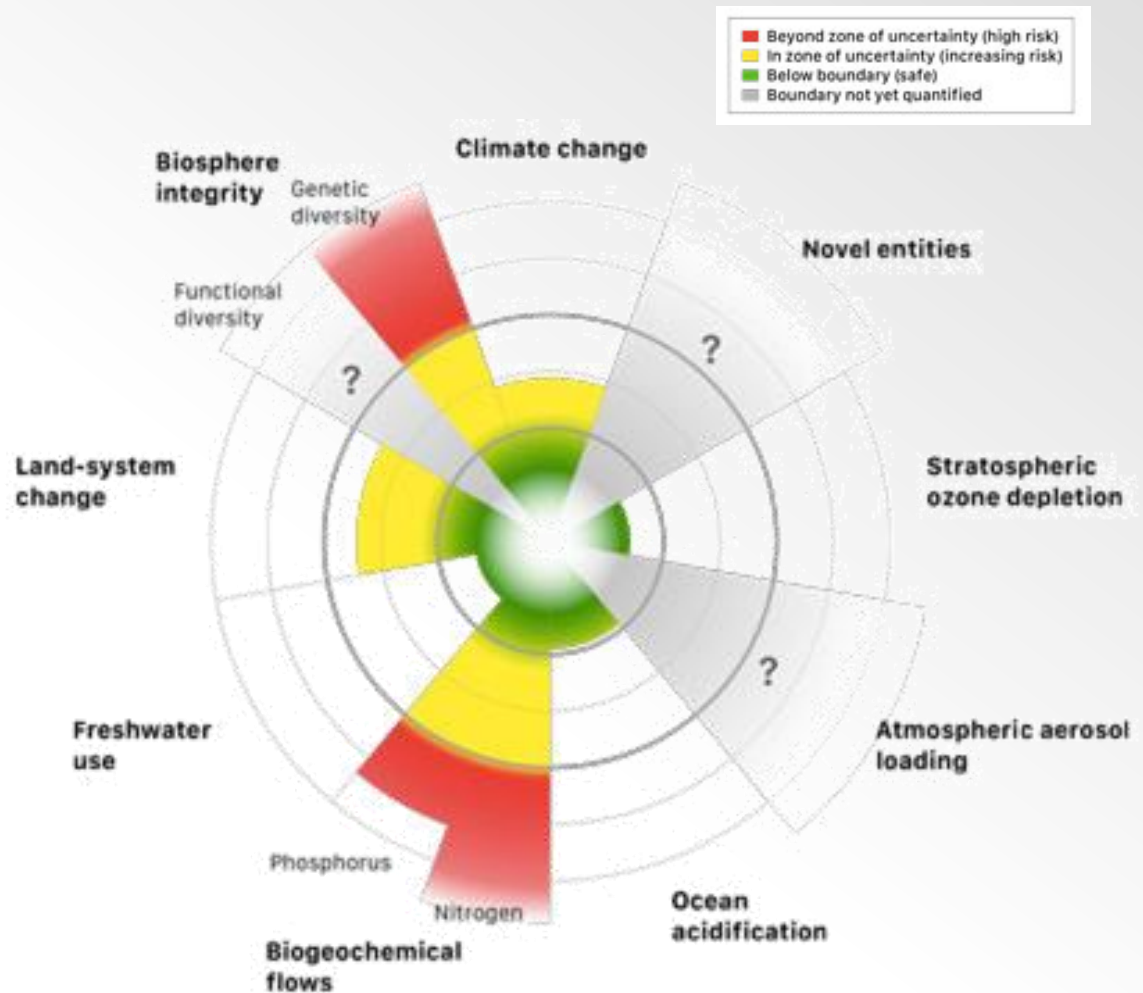 Beyond zone of uncertainty (high risk)
In zone of uncertainty (increasing risk)
Below boundary (safe)
Boundary not yet quantified
Climate change
Biosphere
integrity
Genetic
diversity
Novel entities
Functional
diversity
?
?
Land-system
change
Stratospheric
ozone depletion
?
Freshwater
use
Atmospheric aerosol
loading
Phosphorus
Nitrogen
Ocean
acidification
Biogeochemical
flows